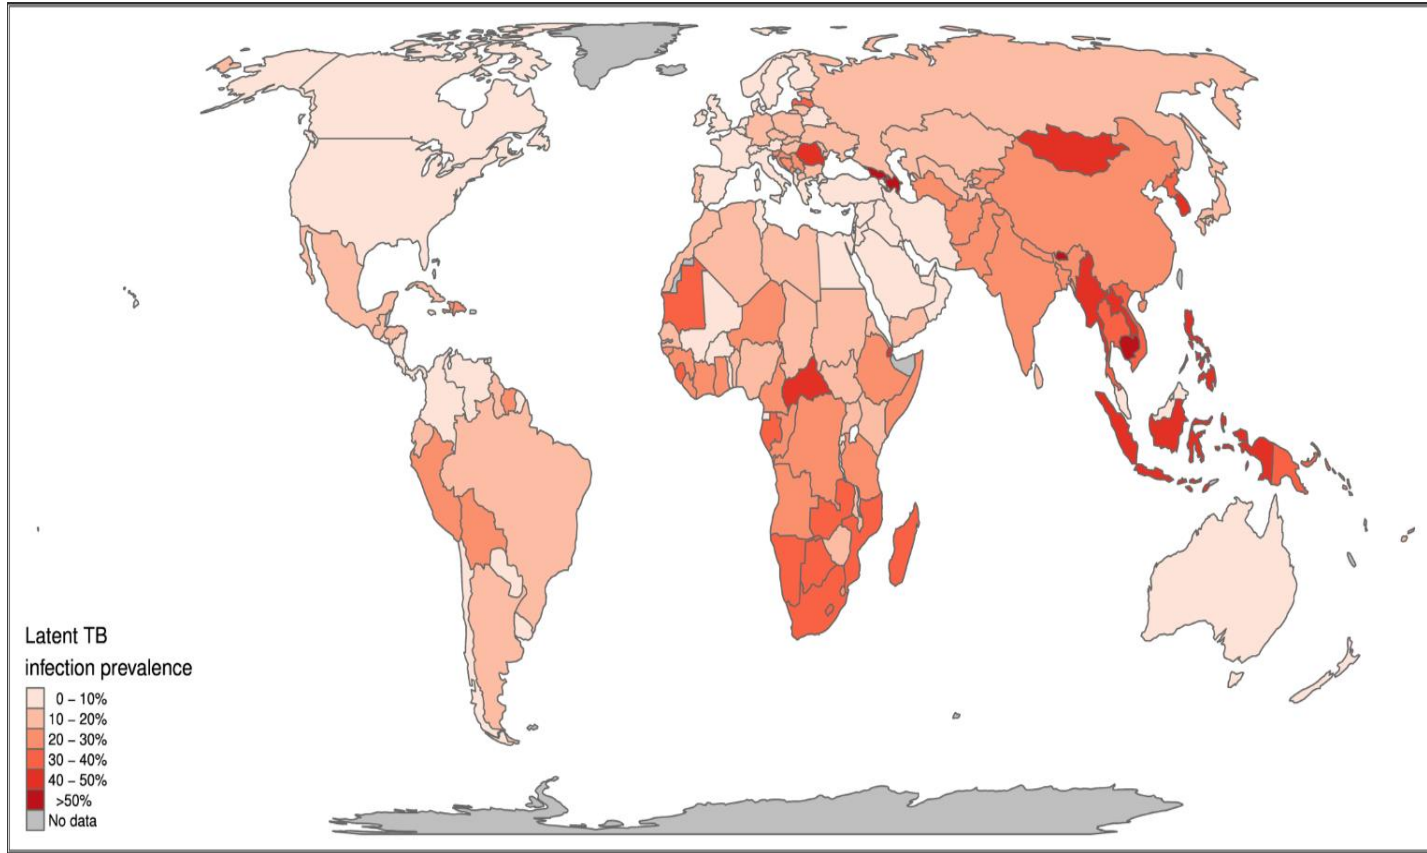 Latent TB
infection prevalence
0 – 10%
10 – 20%
20 – 30%
30 – 40%
40 – 50%
>50%
No data